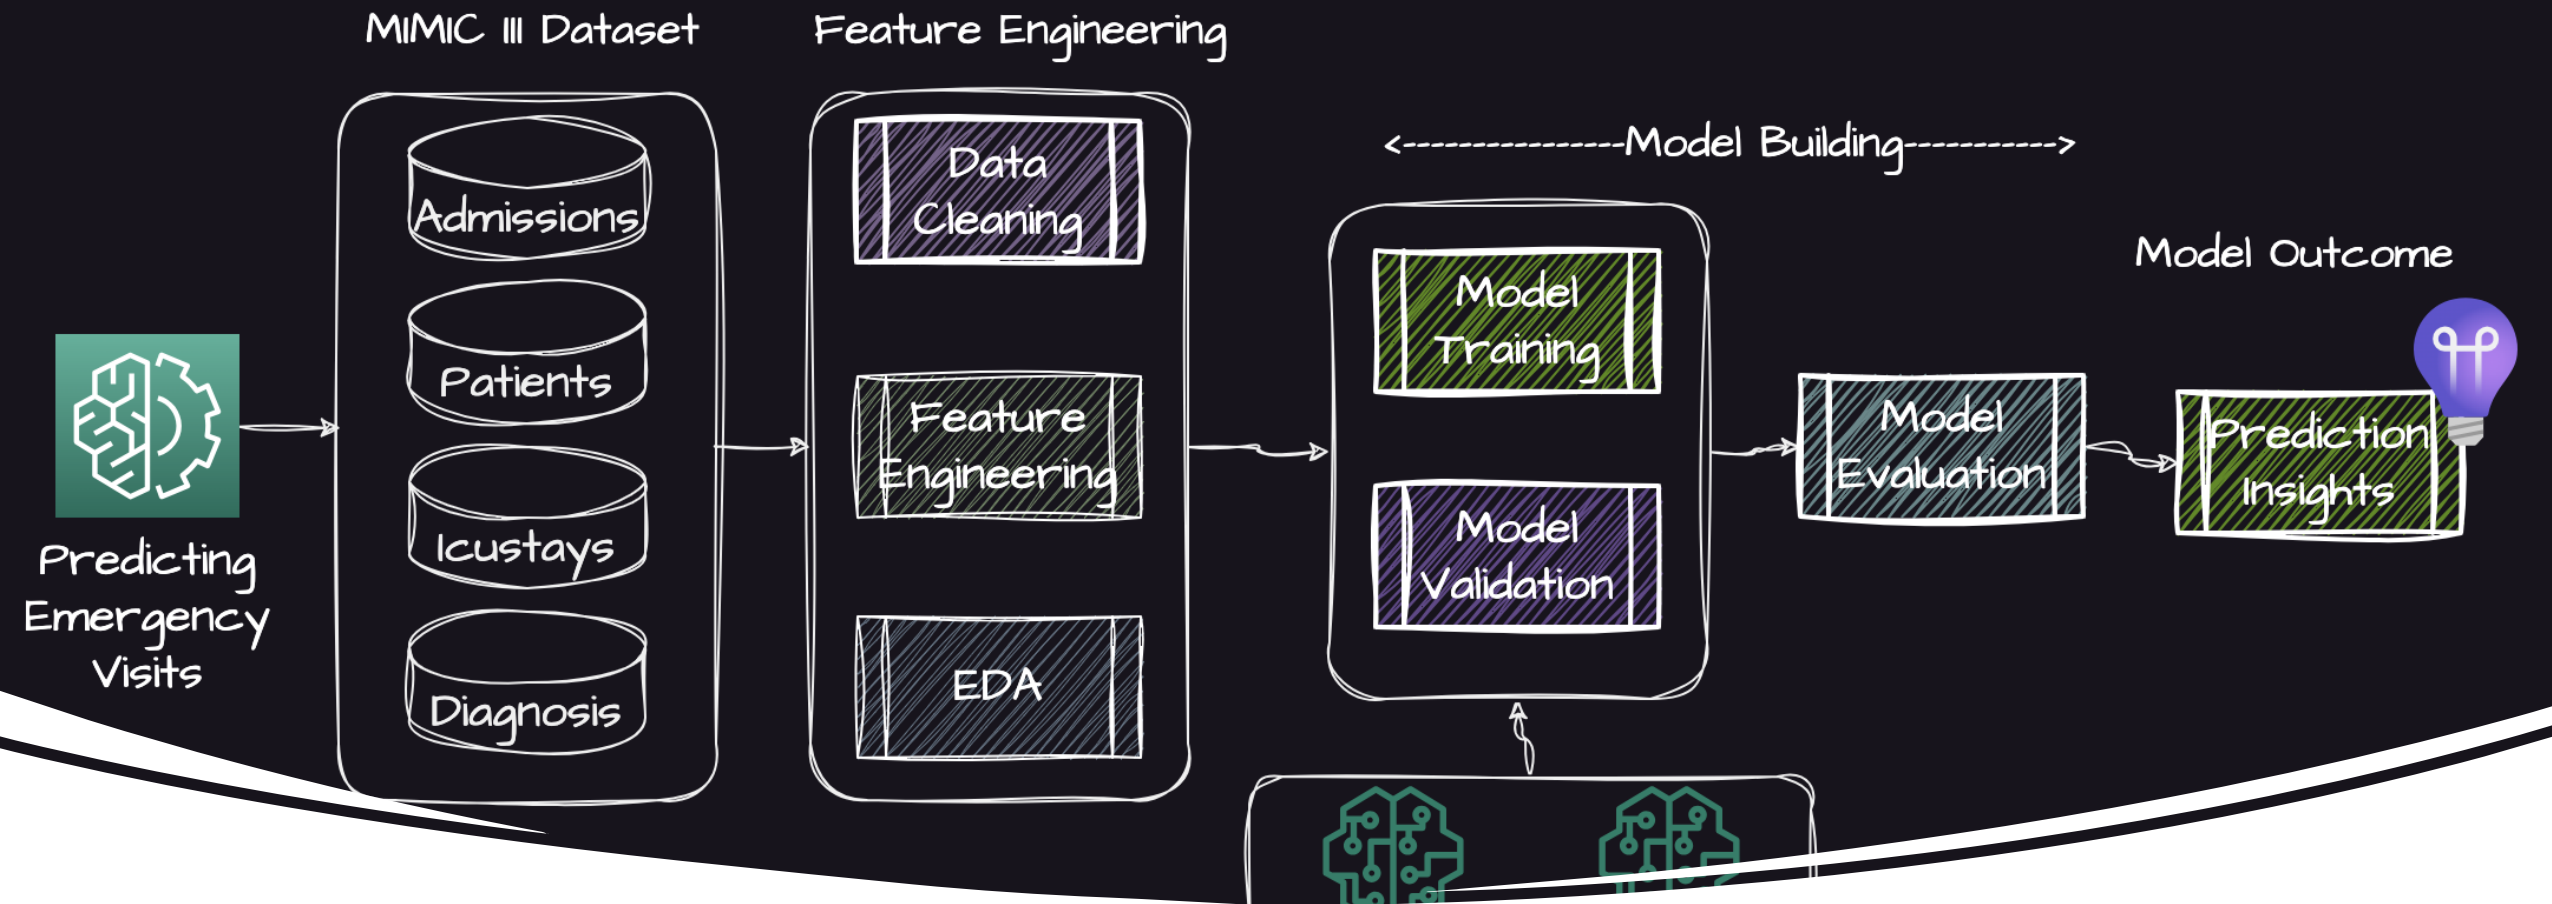 MIMIC III Dataset
Feature Engineering
<----------------Model Building----------->
Model Outcome
Predicting
Emergency
Visits
Admissions
Patients
Icustays
Diagnosis
Data
Cleaning
Feature
Engineering
EDA
Model
Training
Model
Validation
Model
Evaluation
Prediction
Insights